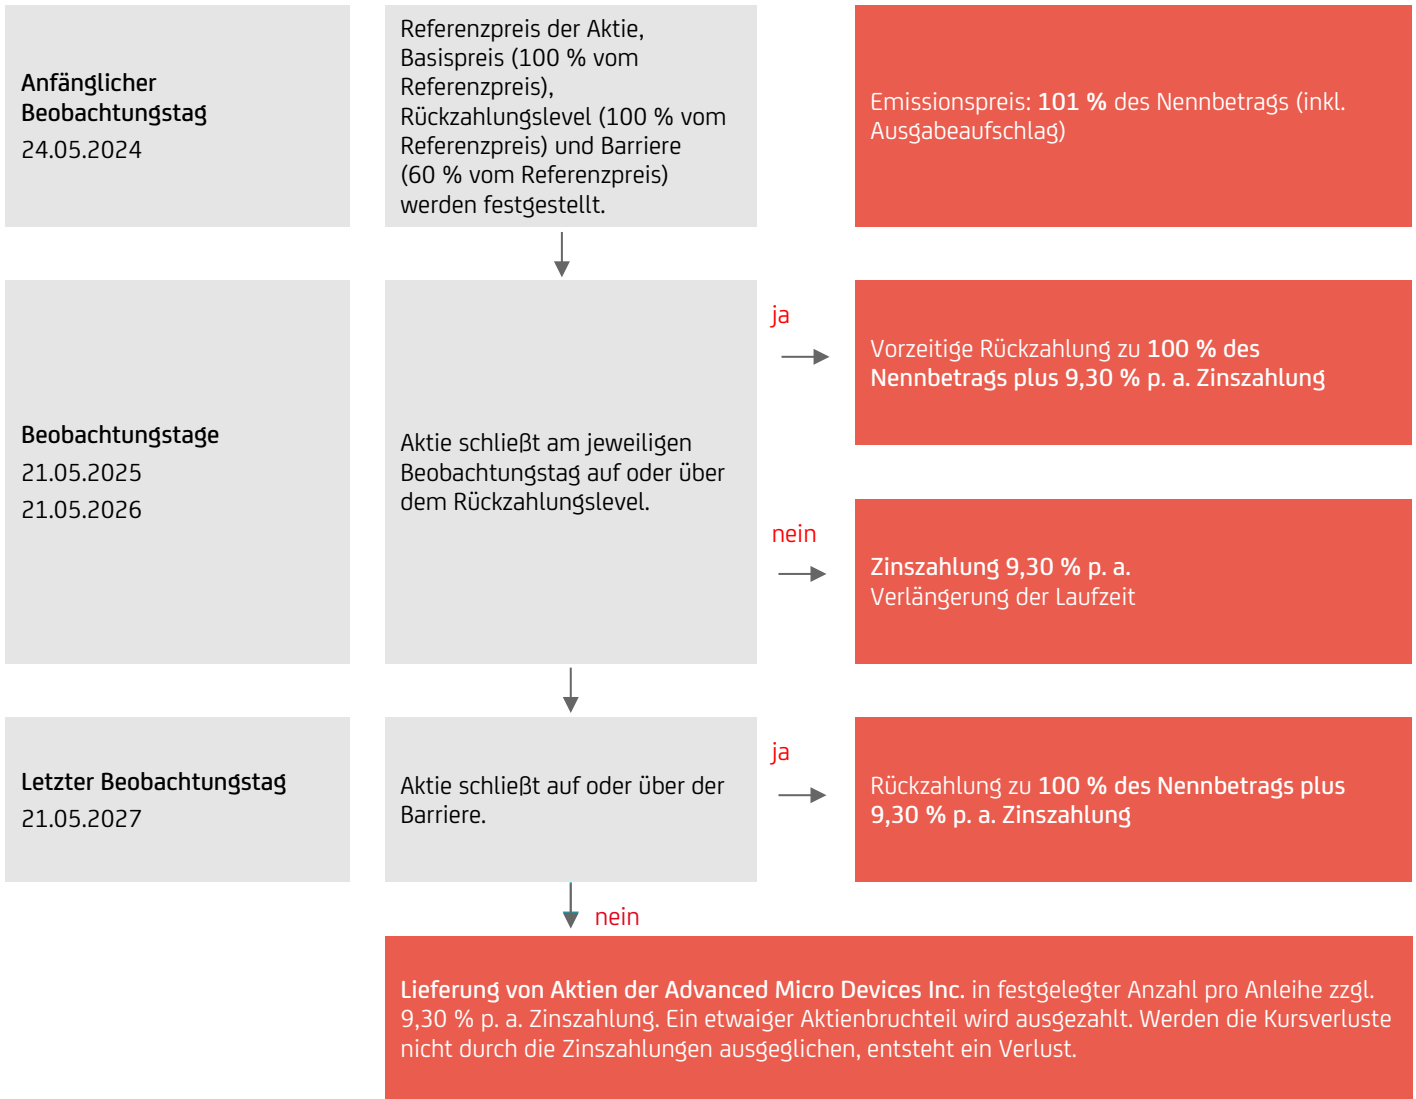 Anfänglicher
Beobachtungstag
24.05.2024
Referenzpreis der Aktie,
Basispreis (100 % vom
Referenzpreis),
Rückzahlungslevel (100 % vom
Referenzpreis) und Barriere
(60 % vom Referenzpreis)
werden festgestellt.
Emissionspreis: 101 % des Nennbetrags (inkl.
Ausgabeaufschlag)
Beobachtungstage
21.05.2025
21.05.2026
Aktie schließt am jeweiligen
Beobachtungstag auf oder über
dem Rückzahlungslevel.
ja
Vorzeitige Rückzahlung zu 100 % des
Nennbetrags plus 9,30 % p. a. Zinszahlung
nein
Zinszahlung 9,30 % p. a.
Verlängerung der Laufzeit
Letzter Beobachtungstag
21.05.2027
Aktie schließt auf oder über der
Barriere.
ja
Rückzahlung zu 100 % des Nennbetrags plus
9,30 % p. a. Zinszahlung
nein
Lieferung von Aktien der Advanced Micro Devices Inc. in festgelegter Anzahl pro Anleihe zzgl.
9,30 % p. a. Zinszahlung. Ein etwaiger Aktienbruchteil wird ausgezahlt. Werden die Kursverluste
nicht durch die Zinszahlungen ausgeglichen, entsteht ein Verlust.